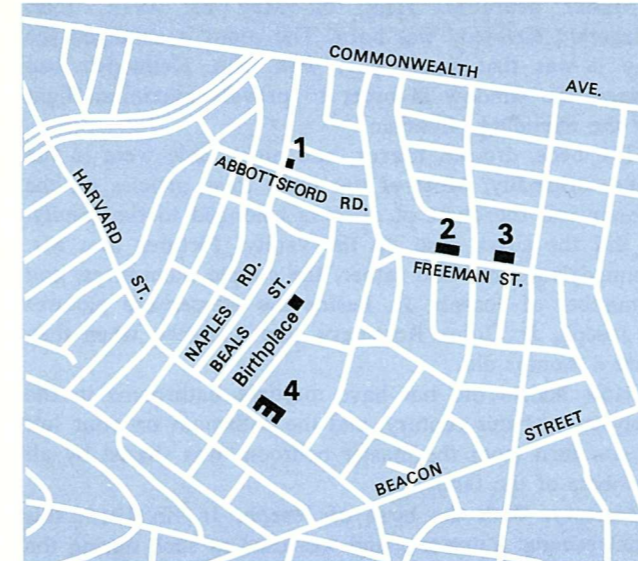 COMMONWEALTH AVE.
1
ABBOTTSFORD RD.
HARVARD ST.
2
3
FREEMAN ST.
NAPLES RD.
BEALS ST.
Birthplace
4
BEACON STREET